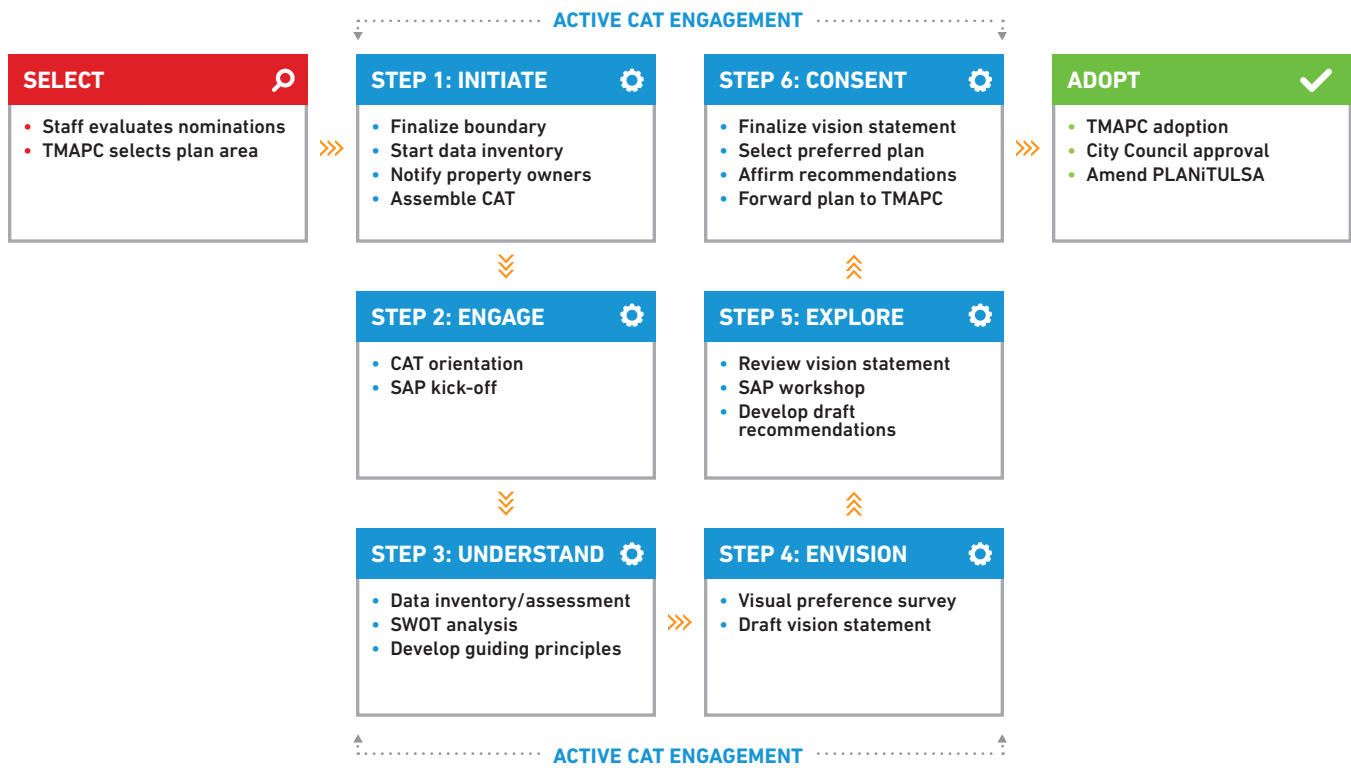 ACTIVE CAT ENGAGEMENT
SELECT
• Staff evaluates nominations
• TMAPC selects plan area
STEP 1: INITIATE
• Finalize boundary
• Start data inventory
• Notify property owners
• Assemble CAT
STEP 2: ENGAGE
• CAT orientation
• SAP kick-off
STEP 3: UNDERSTAND
• Data inventory/assessment
• SWOT analysis
• Develop guiding principles
STEP 4: ENVISION
• Visual preference survey
• Draft vision statement
STEP 5: EXPLORE
• Review vision statement
• SAP workshop
• Develop draft
recommendations
STEP 6: CONSENT
• Finalize vision statement
• Select preferred plan
• Affirm recommendations
• Forward plan to TMAPC
ADOPT
• TMAPC adoption
• City Council approval
• Amend PLANiTULSA
ACTIVE CAT ENGAGEMENT